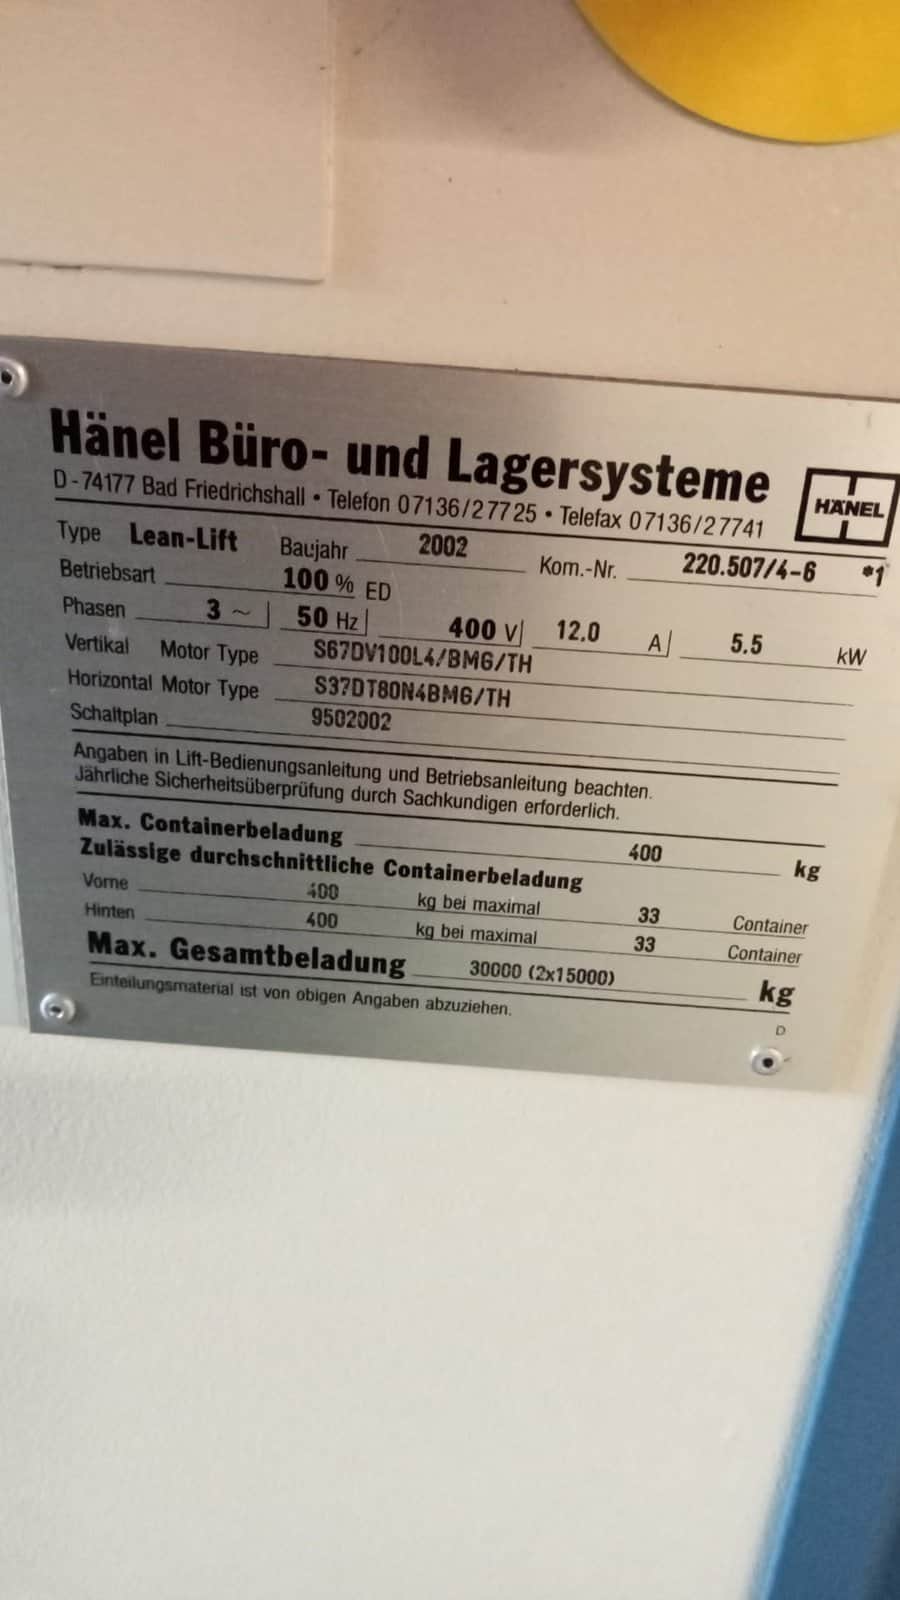 Hänel Büro- und Lagersysteme
D-74177 Bad Friedrichshall • Telefon 07136/27725 • Telefax 07136/27741
HÄNEL
Type Lean-Lift Baujahr 2002 Kom.-Nr. 220.507/4-6 *1
Betriebsart 100 % ED
Phasen 3 ~ 50 Hz 400 V 12.0 A 5.5 kW
Vertikal Motor Type S67DV100L4/BMG/TH
Horizontal Motor Type S37DT80N4BMG/TH
Schaltplan 9502002
Angaben in Lift-Bedienungsanleitung und Betriebsanleitung beachten.
Jährliche Sicherheitsüberprüfung durch Sachkundigen erforderlich.
Max. Containerbeladung 400 kg
Zulässige durchschnittliche Containerbeladung
Vorne 400 kg bei maximal 33 Container
Hinten 400 kg bei maximal 33 Container
Max. Gesamtbeladung 30000 (2x15000) kg
Einteilungsmaterial ist von obigen Angaben abzuziehen.
D